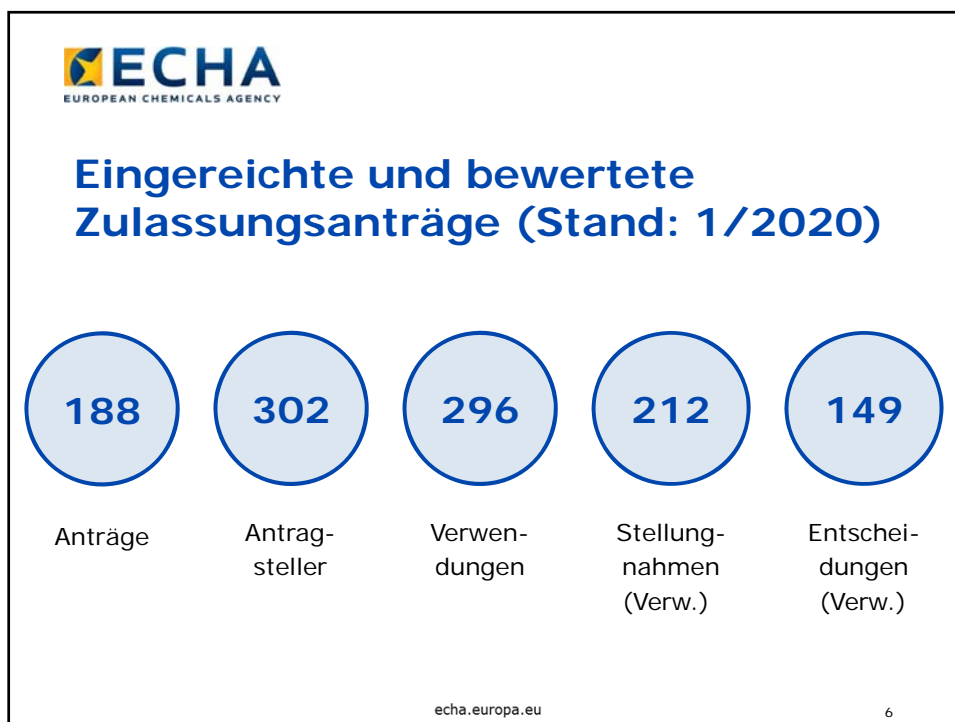 ECHA
EUROPEAN CHEMICALS AGENCY
Eingereichte und bewertete
Zulassungsanträge (Stand: 1/2020)
188
302
296
212
149
Anträge
Antrag-
steller
Verwen-
dungen
Stellung-
nahmen
(Verw.)
Entschei-
dungen
(Verw.)
echa.europa.eu
6